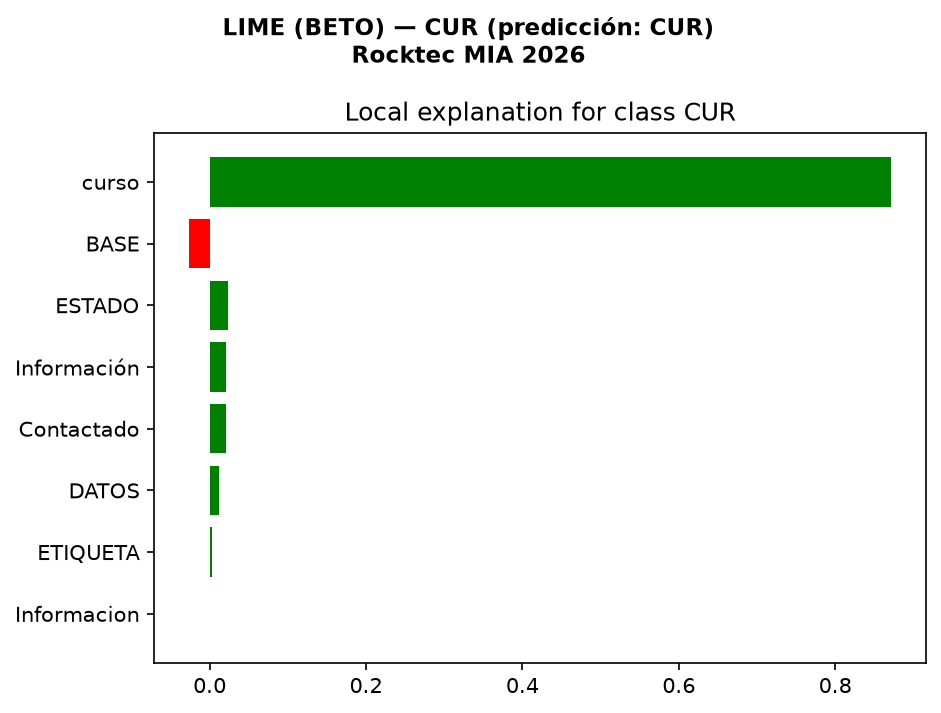 LIME (BETO) — CUR (predicción: CUR)
Rocktec MIA 2026
Local explanation for class CUR
curso
BASE
ESTADO
Información
Contactado
DATOS
ETIQUETA
Informacion
0.0 0.2 0.4 0.6 0.8